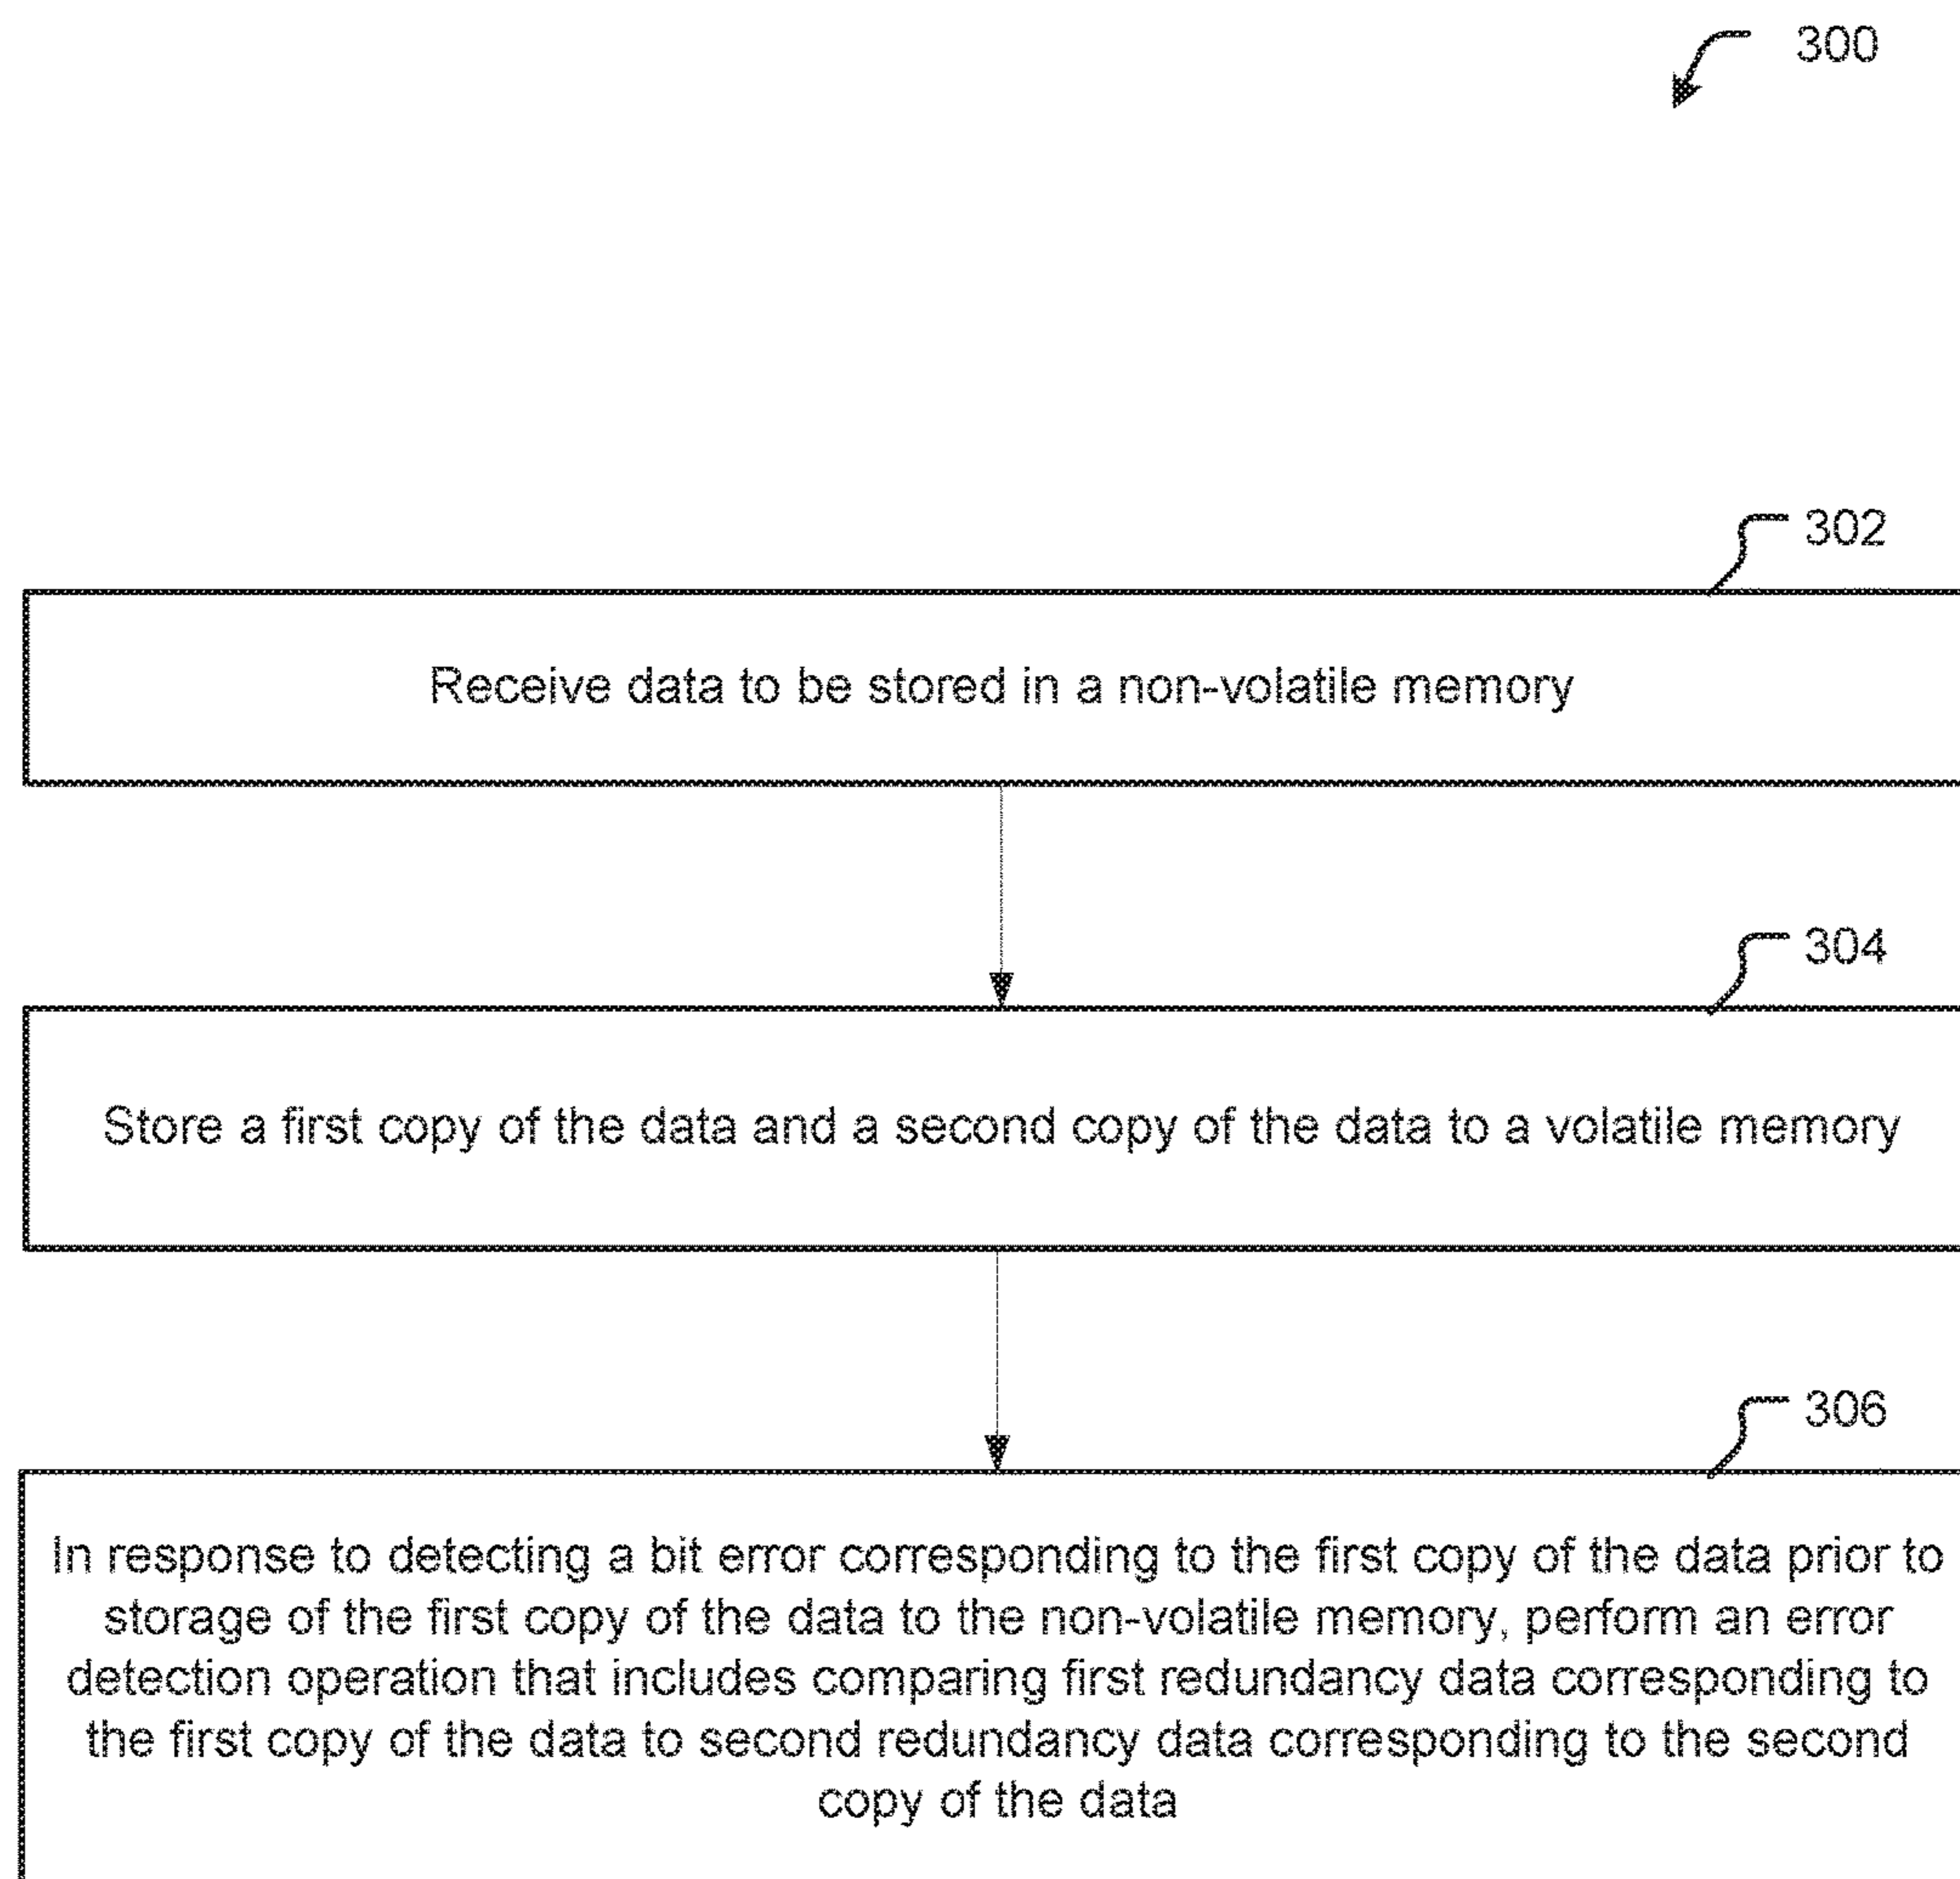 300
302
Receive data to be stored in a non-volatile memory
304
Store a first copy of the data and a second copy of the data to a volatile memory
306
In response to detecting a bit error corresponding to the first copy of the data prior to
storage of the first copy of the data to the non-volatile memory, perform an error
detection operation that includes comparing first redundancy data corresponding to
the first copy of the data to second redundancy data corresponding to the second
copy of the data